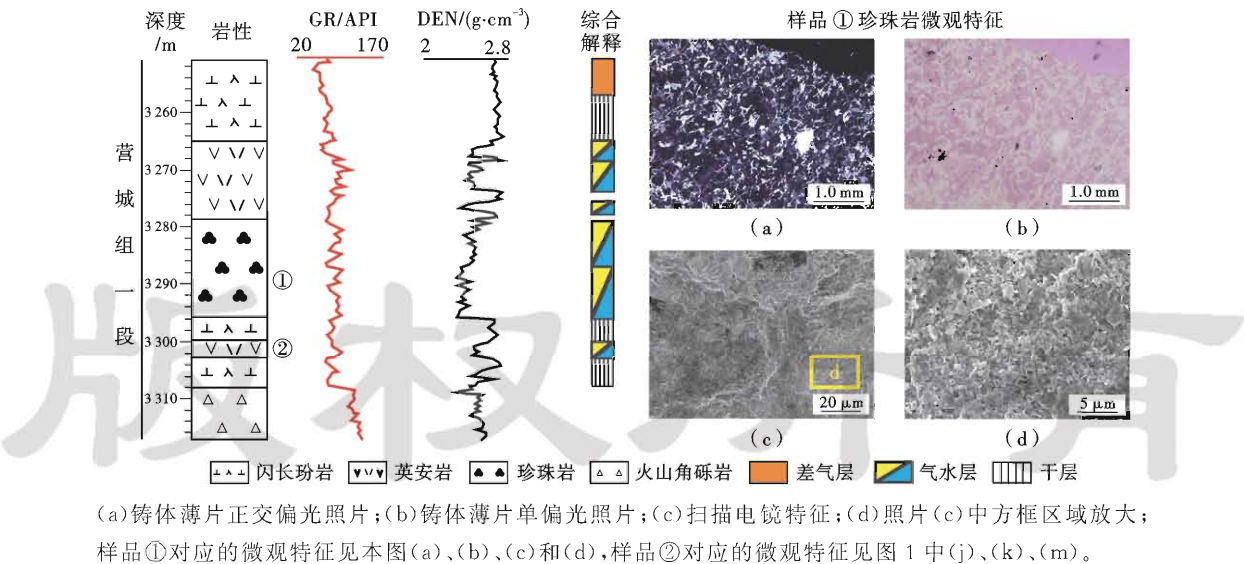 深度 /m
岩性
GR/API
20 170
DEN/(g·cm⁻³)
2 2.8
综合
解释
样品①珍珠岩微观特征
营城组一段
3 260
3 270
3 280
3 290
3 300
3 310
①
②
1.0 mm
(a)
1.0 mm
(b)
d
20 μm
(c)
5 μm
(d)
闪长玢岩 英安岩 珍珠岩 火山角砾岩 差气层 气水层 干层
(a)铸体薄片正交偏光照片;(b)铸体薄片单偏光照片;(c)扫描电镜特征;(d)照片(c)中方框区域放大;
样品①对应的微观特征见本图(a)、(b)、(c)和(d),样品②对应的微观特征见图1中(j)、(k)、(m)。
版权所有